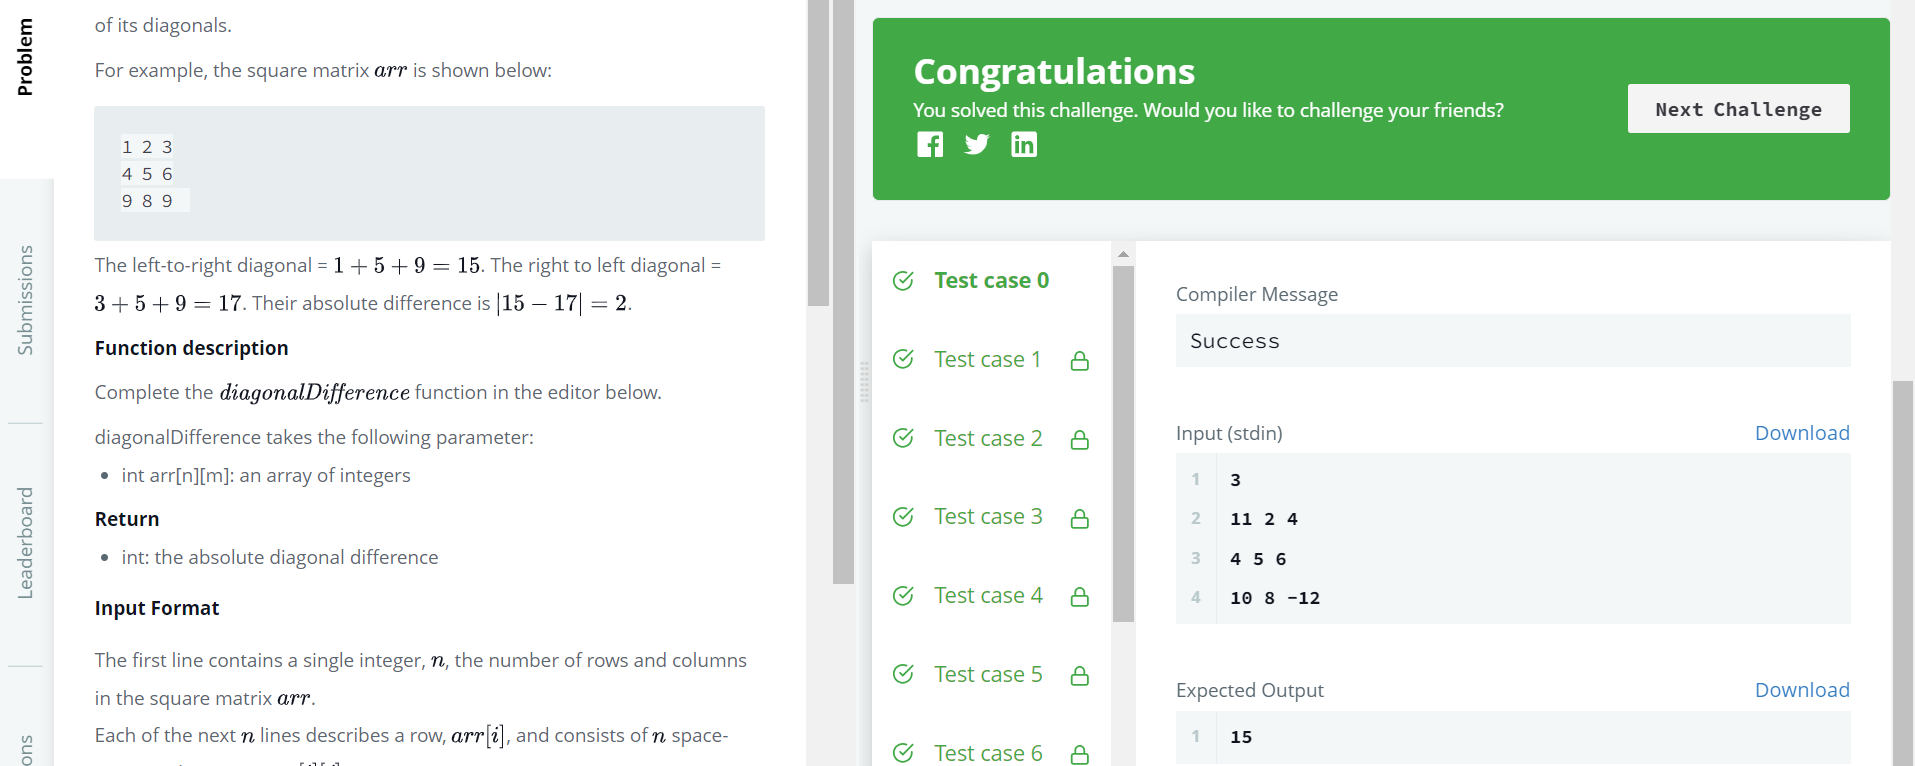 Problem
Submissions
Leaderboard
ons
of its diagonals.
For example, the square matrix arr is shown below:
1 2 3
4 5 6
9 8 9
The left-to-right diagonal = 1 + 5 + 9 = 15. The right to left diagonal =
3 + 5 + 9 = 17. Their absolute difference is |15 − 17| = 2.
Function description
Complete the diagonalDifference function in the editor below.
diagonalDifference takes the following parameter:
• int arr[n][m]: an array of integers
Return
• int: the absolute diagonal difference
Input Format
The first line contains a single integer, n, the number of rows and columns
in the square matrix arr.
Each of the next n lines describes a row, arr[i], and consists of n space-
Congratulations
You solved this challenge. Would you like to challenge your friends?
Next Challenge
Test case 0
Test case 1
Test case 2
Test case 3
Test case 4
Test case 5
Test case 6
Compiler Message
Success
Input (stdin)
Download
1 3
2 11 2 4
3 4 5 6
4 10 8 -12
Expected Output
Download
1 15